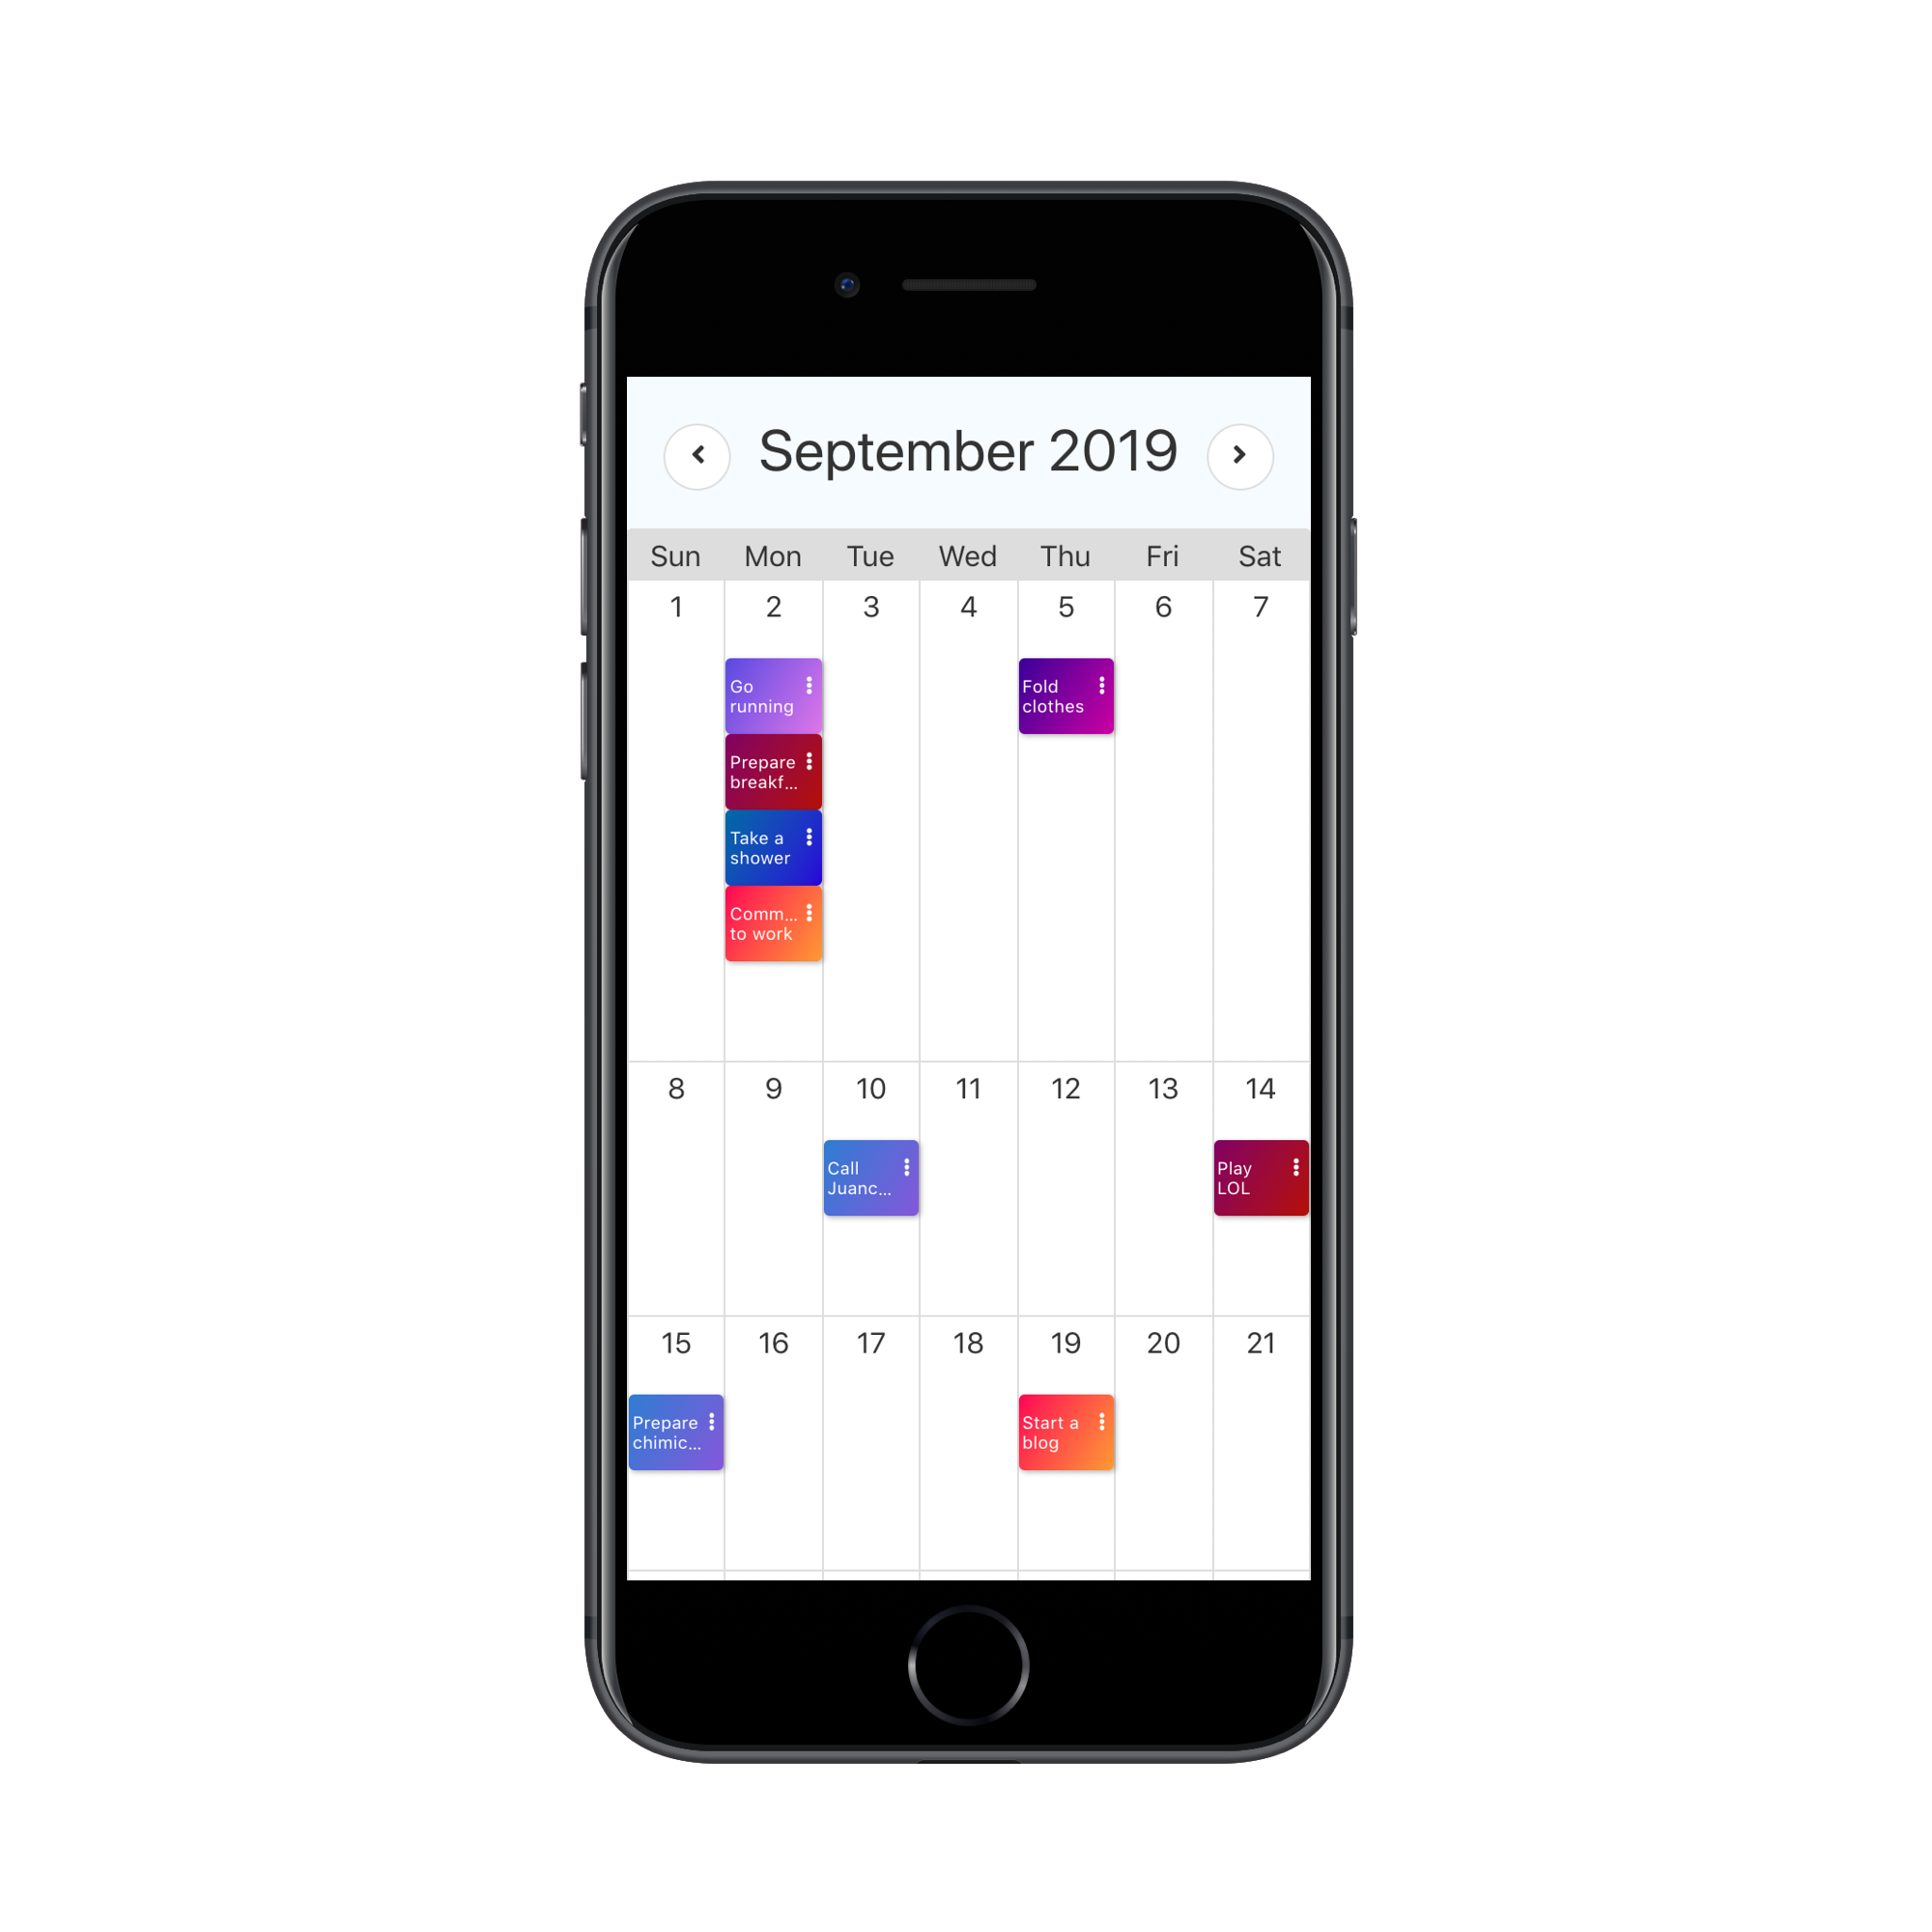 September 2019
Sun Mon Tue Wed Thu Fri Sat
1 2 3 4 5 6 7
Go
running
Prepare
breakf...
Take a
shower
Comm...
to work
Fold
clothes
8 9 10 11 12 13 14
Call
Juanc...
Play
LOL
15 16 17 18 19 20 21
Prepare
chimic...
Start a
blog